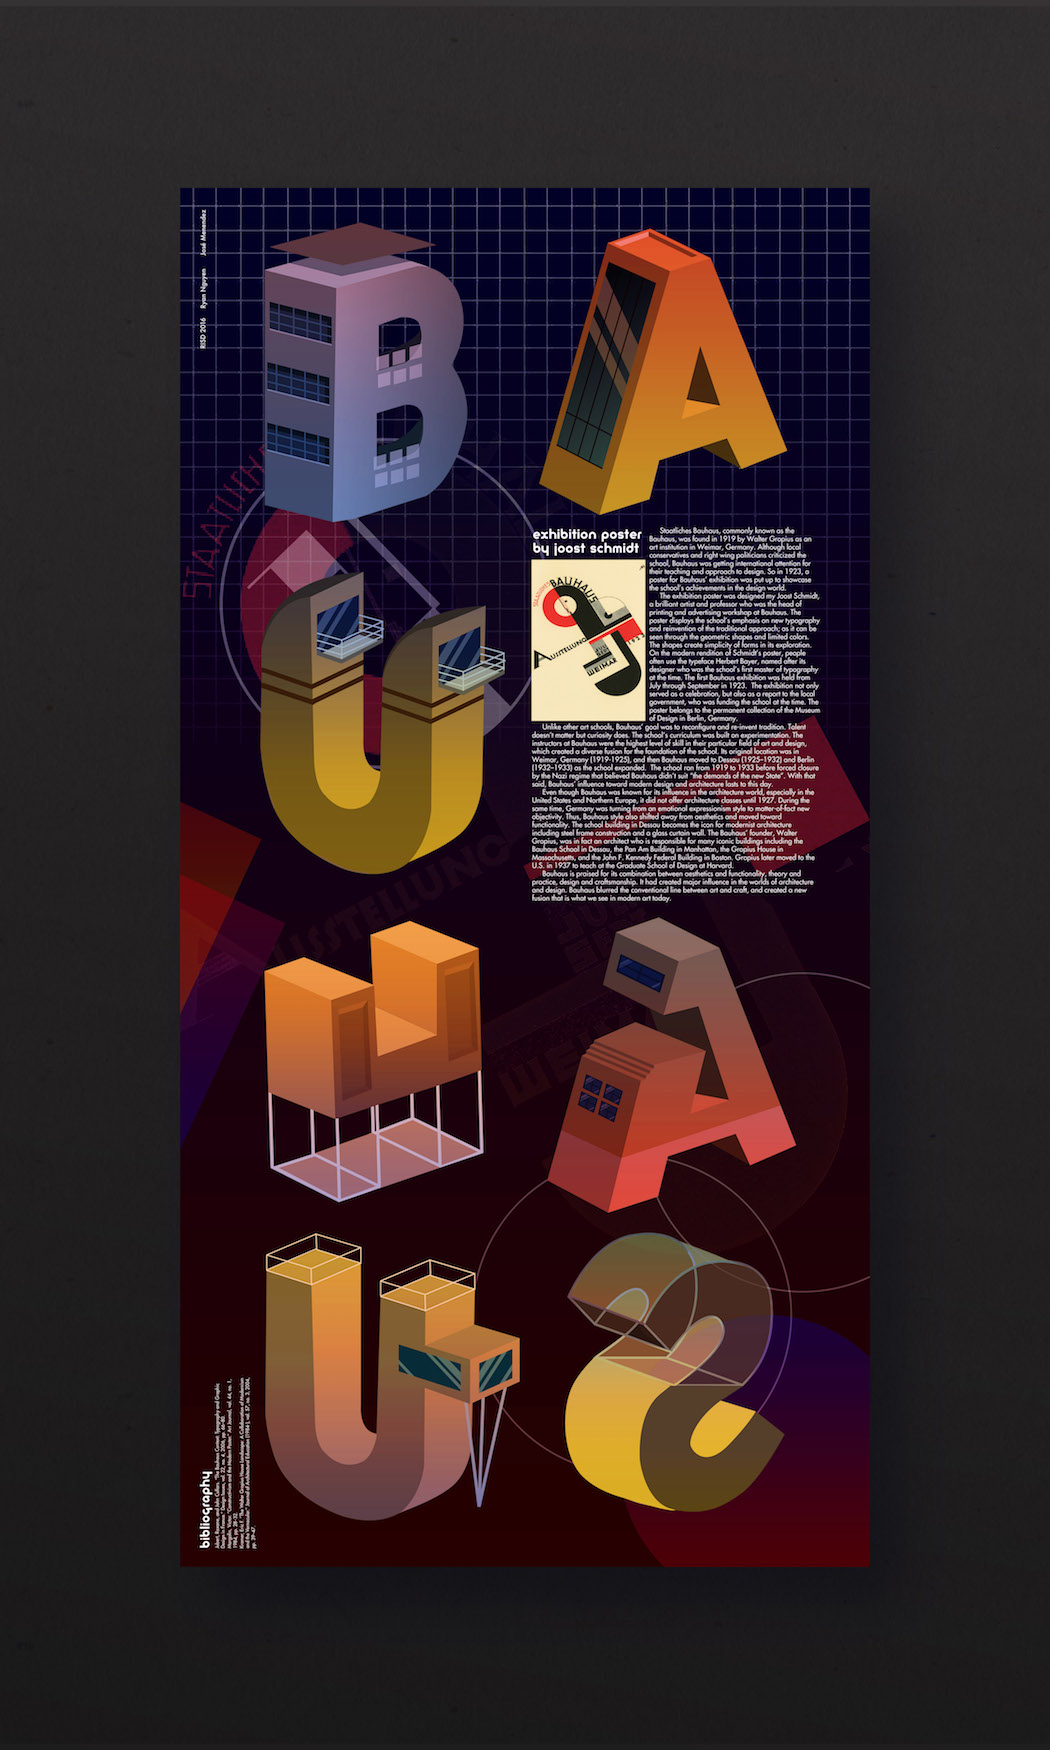 RISD 2016 Ryan Nguyen José Menendez
B A
U
exhibition poster
by joost schmidt
STAATLICHES
BAUHAUS
AUSSTELLUNG
WEIMAR
1923
Staatliches Bauhaus, commonly known as the
Bauhaus, was found in 1919 by Walter Gropius as an
art institution in Weimar, Germany. Although local
conservatives and right wing politicians criticized the
school, Bauhaus was getting international attention for
their teaching and approach to design. So in 1923, a
poster for Bauhaus' exhibition was put up to showcase
the school's achievements in the design world.
The exhibition poster was designed my Joost Schmidt,
a brilliant artist and professor who was the head of
printing and advertising workshop at Bauhaus. The
poster displays the school's emphasis on new typography
and reinvention of the traditional approach; as it can be
seen through the geometric shapes and limited colors.
The shapes create simplicity of forms in its exploration.
On the modern rendition of Schmidt's poster, people
often use the typeface Herbert Bayer, named after its
designer who was the school's first master of typography
at the time. The first Bauhaus exhibition was held from
July through September in 1923. The exhibition not only
served as a celebration, but also as a report to the local
government, who was funding the school at the time. The
poster belongs to the permanent collection of the Museum
of Design in Berlin, Germany.
Unlike other art schools, Bauhaus' goal was to reconfigure and re-invent tradition. Talent
doesn't matter but curiosity does. The school's curriculum was built on experimentation. The
instructors at Bauhaus were the highest level of skill in their particular field of art and design,
which created a diverse fusion for the foundation of the school. Its original location was in
Weimar, Germany (1919-1925), and then Bauhaus moved to Dessau (1925–1932) and Berlin
(1932–1933) as the school expanded. The school ran from 1919 to 1933 before forced closure
by the Nazi regime that believed Bauhaus didn't suit "the demands of the new State". With that
said, Bauhaus' influence toward modern design and architecture lasts to this day.
Even though Bauhaus was known for its influence in the architecture world, especially in the
United States and Northern Europe, it did not offer architecture classes until 1927. During the
same time, Germany was turning from an emotional expressionism style to matter-of-fact new
objectivity. Thus, Bauhaus style also shifted away from aesthetics and moved toward
functionality. The school building in Dessau becomes the icon for modernist architecture
including steel frame construction and a glass curtain wall. The Bauhaus' founder, Walter
Gropius, was in fact an architect who is responsible for many iconic buildings including the
Bauhaus School in Dessau, the Pan Am Building in Manhattan, the Gropius House in
Massachusetts, and the John F. Kennedy Federal Building in Boston. Gropius later moved to the
U.S. in 1937 to teach at the Graduate School of Design at Harvard.
Bauhaus is praised for its combination between aesthetics and functionality, theory and
practice, design and craftsmanship. It had created major influence in the worlds of architecture
and design. Bauhaus blurred the conventional line between art and craft, and created a new
fusion that is what we see in modern art today.
AUSSTELLUNG
H A
U S
bibliography